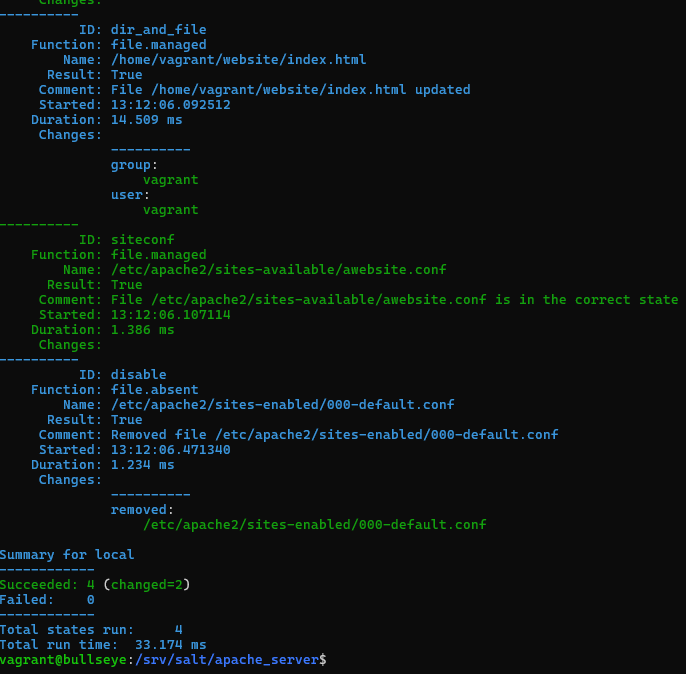 Changes:
----------
ID: dir_and_file
Function: file.managed
Name: /home/vagrant/website/index.html
Result: True
Comment: File /home/vagrant/website/index.html updated
Started: 13:12:06.092512
Duration: 14.509 ms
Changes:
----------
group:
vagrant
user:
vagrant
----------
ID: siteconf
Function: file.managed
Name: /etc/apache2/sites-available/awebsite.conf
Result: True
Comment: File /etc/apache2/sites-available/awebsite.conf is in the correct state
Started: 13:12:06.107114
Duration: 1.386 ms
Changes:
----------
ID: disable
Function: file.absent
Name: /etc/apache2/sites-enabled/000-default.conf
Result: True
Comment: Removed file /etc/apache2/sites-enabled/000-default.conf
Started: 13:12:06.471340
Duration: 1.234 ms
Changes:
----------
removed:
/etc/apache2/sites-enabled/000-default.conf
Summary for local
------------
Succeeded: 4 (changed=2)
Failed: 0
------------
Total states run: 4
Total run time: 33.174 ms
vagrant@bullseye:/srv/salt/apache_server$